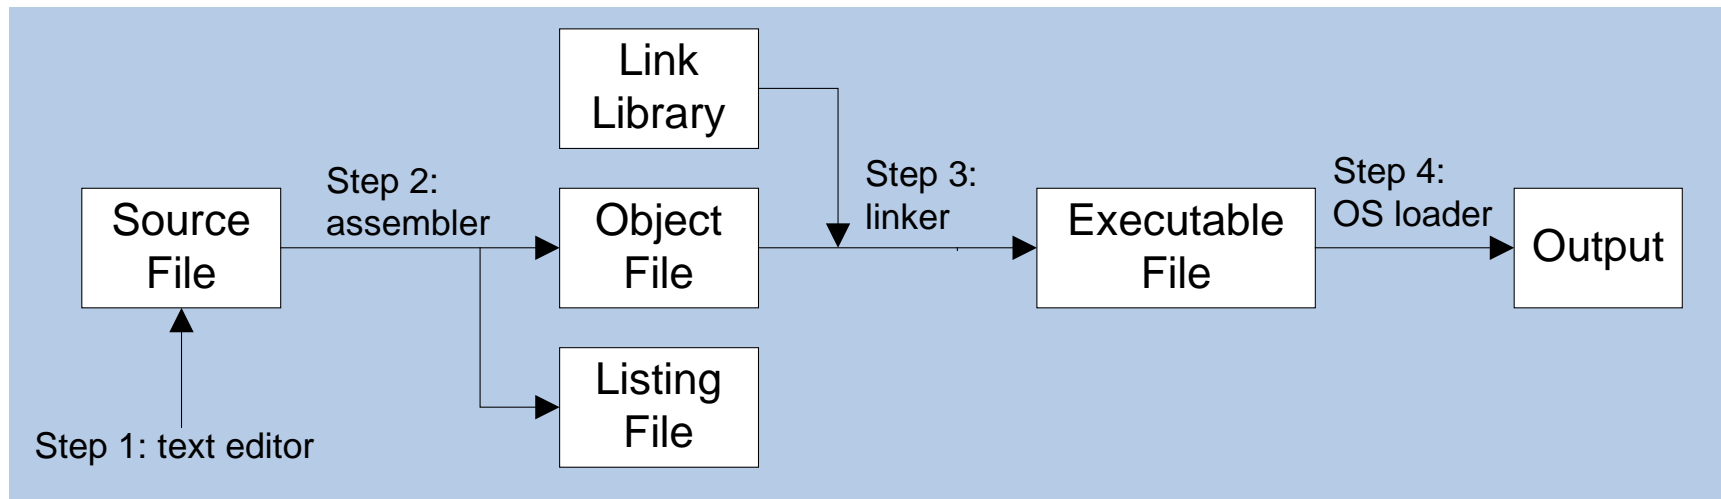 Link
Library
Step 2:
assembler
Step 3:
linker
Step 4:
OS loader
Source
File
Object
File
Executable
File
Output
Listing
File
Step 1: text editor